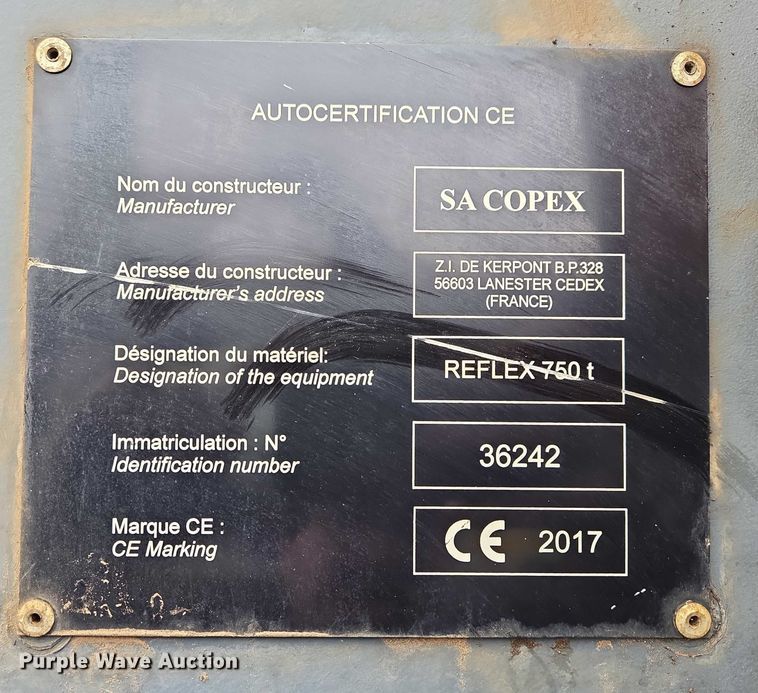 AUTOCERTIFICATION CE
Nom du constructeur :
Manufacturer
SA COPEX
Adresse du constructeur :
Manufacturer's address
Z.I. DE KERPONT B.P.328
56603 LANESTER CEDEX
(FRANCE)
Désignation du matériel:
Designation of the equipment
REFLEX 750 t
Immatriculation : N°
Identification number
36242
Marque CE :
CE Marking
CE 2017
Purple Wave Auction